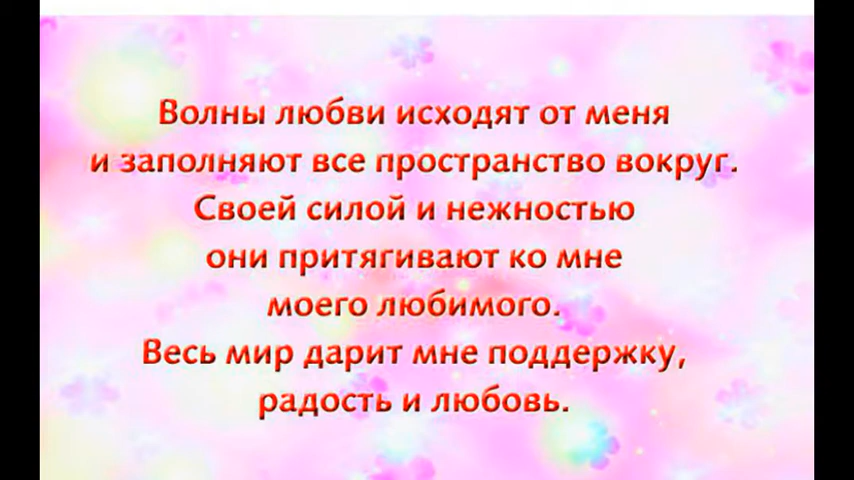 Волны любви исходят от меня
и заполняют все пространство вокруг.
Своей силой и нежностью
они притягивают ко мне
моего любимого.
Весь мир дарит мне поддержку,
радость и любовь.